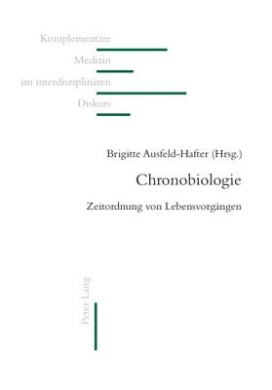 Komplementäre
Medizin
im interdisziplinären
Diskurs
Brigitte Ausfeld-Hafter (Hrsg.)
Chronobiologie
Zeitordnung von Lebensvorgängen
Peter Lang